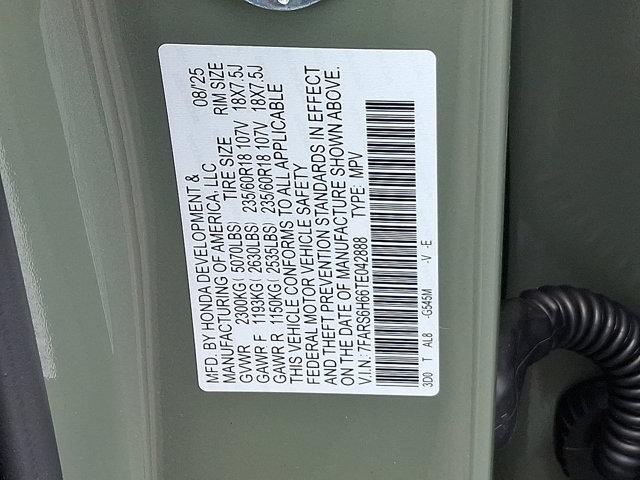 MFD. BY HONDA DEVELOPMENT & 08/'25
MANUFACTURING OF AMERICA, LLC
TIRE SIZE RIM SIZE
GVWR 2300KG( 5070LBS)
GAWR F 1193KG( 2630LBS) 235/60R18 107V 18X7.5J
GAWR R 1150KG( 2535LBS) 235/60R18 107V 18X7.5J
THIS VEHICLE CONFORMS TO ALL APPLICABLE
FEDERAL MOTOR VEHICLE SAFETY
AND THEFT PREVENTION STANDARDS IN EFFECT
ON THE DATE OF MANUFACTURE SHOWN ABOVE.
V.I.N: 7FARS6H66TE042888 TYPE: MPV
3D0 T AL8 -G545M -V -E